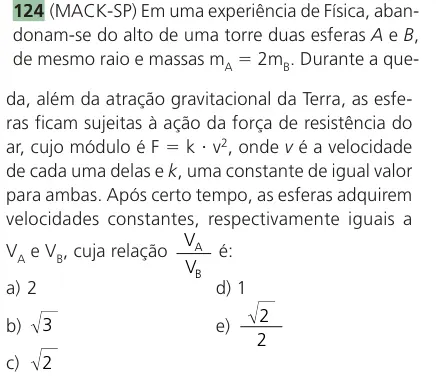 124 (MACK-SP) Em uma experiência de Física, aban-
donam-se do alto de uma torre duas esferas A e B,
de mesmo raio e massas m_A = 2m_B. Durante a que-
da, além da atração gravitacional da Terra, as esfe-
ras ficam sujeitas à ação da força de resistência do
ar, cujo módulo é F = k · v², onde v é a velocidade
de cada uma delas e k, uma constante de igual valor
para ambas. Após certo tempo, as esferas adquirem
velocidades constantes, respectivamente iguais a
V_A e V_B, cuja relação V_A/V_B é:
a) 2 d) 1
b) √3 e) √2/2
c) √2